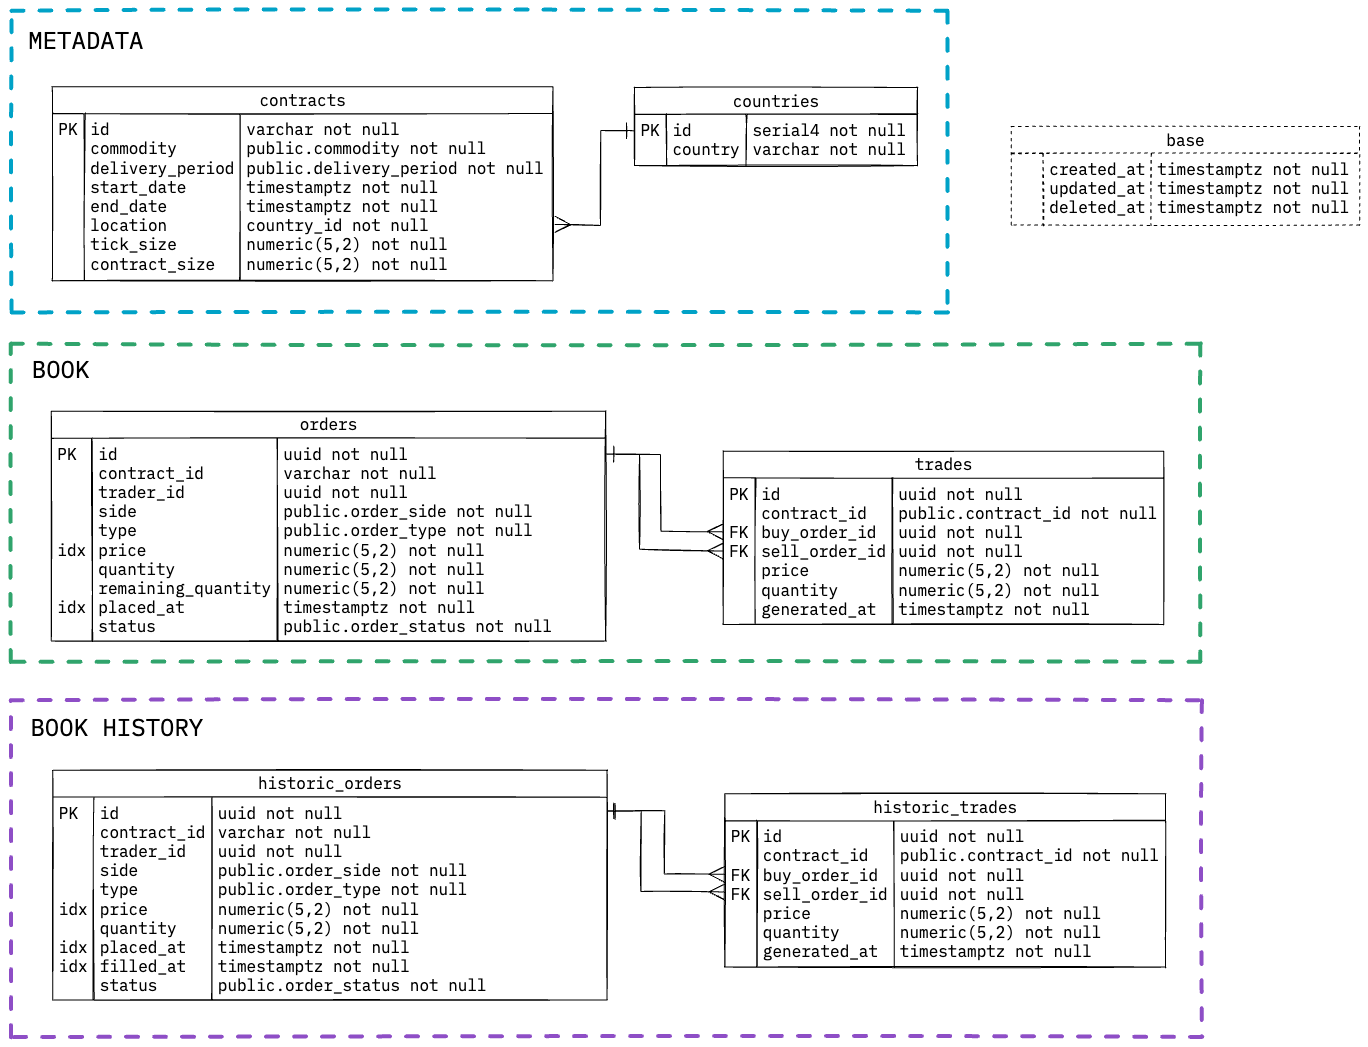 METADATA
contracts
PK id varchar not null
commodity public.commodity not null
delivery_period public.delivery_period not null
start_date timestamptz not null
end_date timestamptz not null
location country_id not null
tick_size numeric(5,2) not null
contract_size numeric(5,2) not null
countries
PK id serial4 not null
country varchar not null
base
created_at timestamptz not null
updated_at timestamptz not null
deleted_at timestamptz not null
BOOK
orders
PK id uuid not null
contract_id varchar not null
trader_id uuid not null
side public.order_side not null
type public.order_type not null
idx price numeric(5,2) not null
quantity numeric(5,2) not null
remaining_quantity numeric(5,2) not null
idx placed_at timestamptz not null
status public.order_status not null
trades
PK id uuid not null
contract_id public.contract_id not null
FK buy_order_id uuid not null
FK sell_order_id uuid not null
price numeric(5,2) not null
quantity numeric(5,2) not null
generated_at timestamptz not null
BOOK HISTORY
historic_orders
PK id uuid not null
contract_id varchar not null
trader_id uuid not null
side public.order_side not null
type public.order_type not null
idx price numeric(5,2) not null
quantity numeric(5,2) not null
idx placed_at timestamptz not null
idx filled_at timestamptz not null
status public.order_status not null
historic_trades
PK id uuid not null
contract_id public.contract_id not null
FK buy_order_id uuid not null
FK sell_order_id uuid not null
price numeric(5,2) not null
quantity numeric(5,2) not null
generated_at timestamptz not null